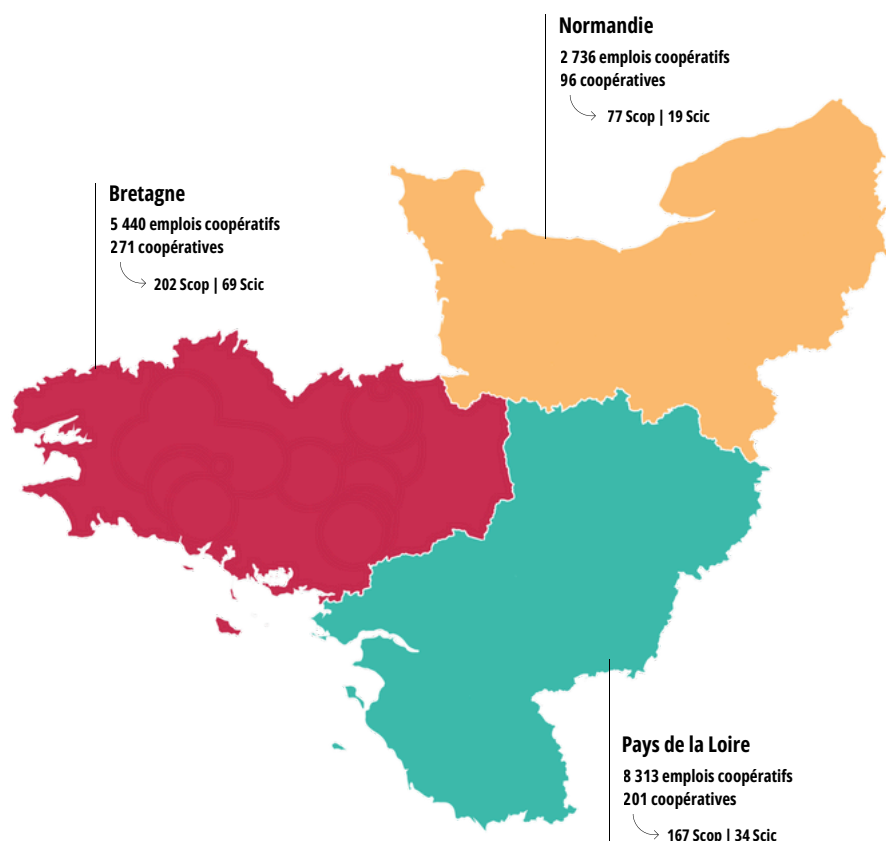 Normandie
2 736 emplois coopératifs
96 coopératives
77 Scop | 19 Scic
Bretagne
5 440 emplois coopératifs
271 coopératives
202 Scop | 69 Scic
Pays de la Loire
8 313 emplois coopératifs
201 coopératives
167 Scop | 34 Scic